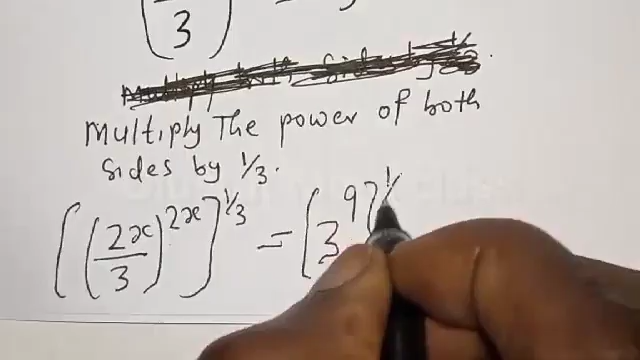 (   / 3)
multiply The power of both
sides by 1/3.
[(2x/3)^2x]^1/3 = [3^9]^1/